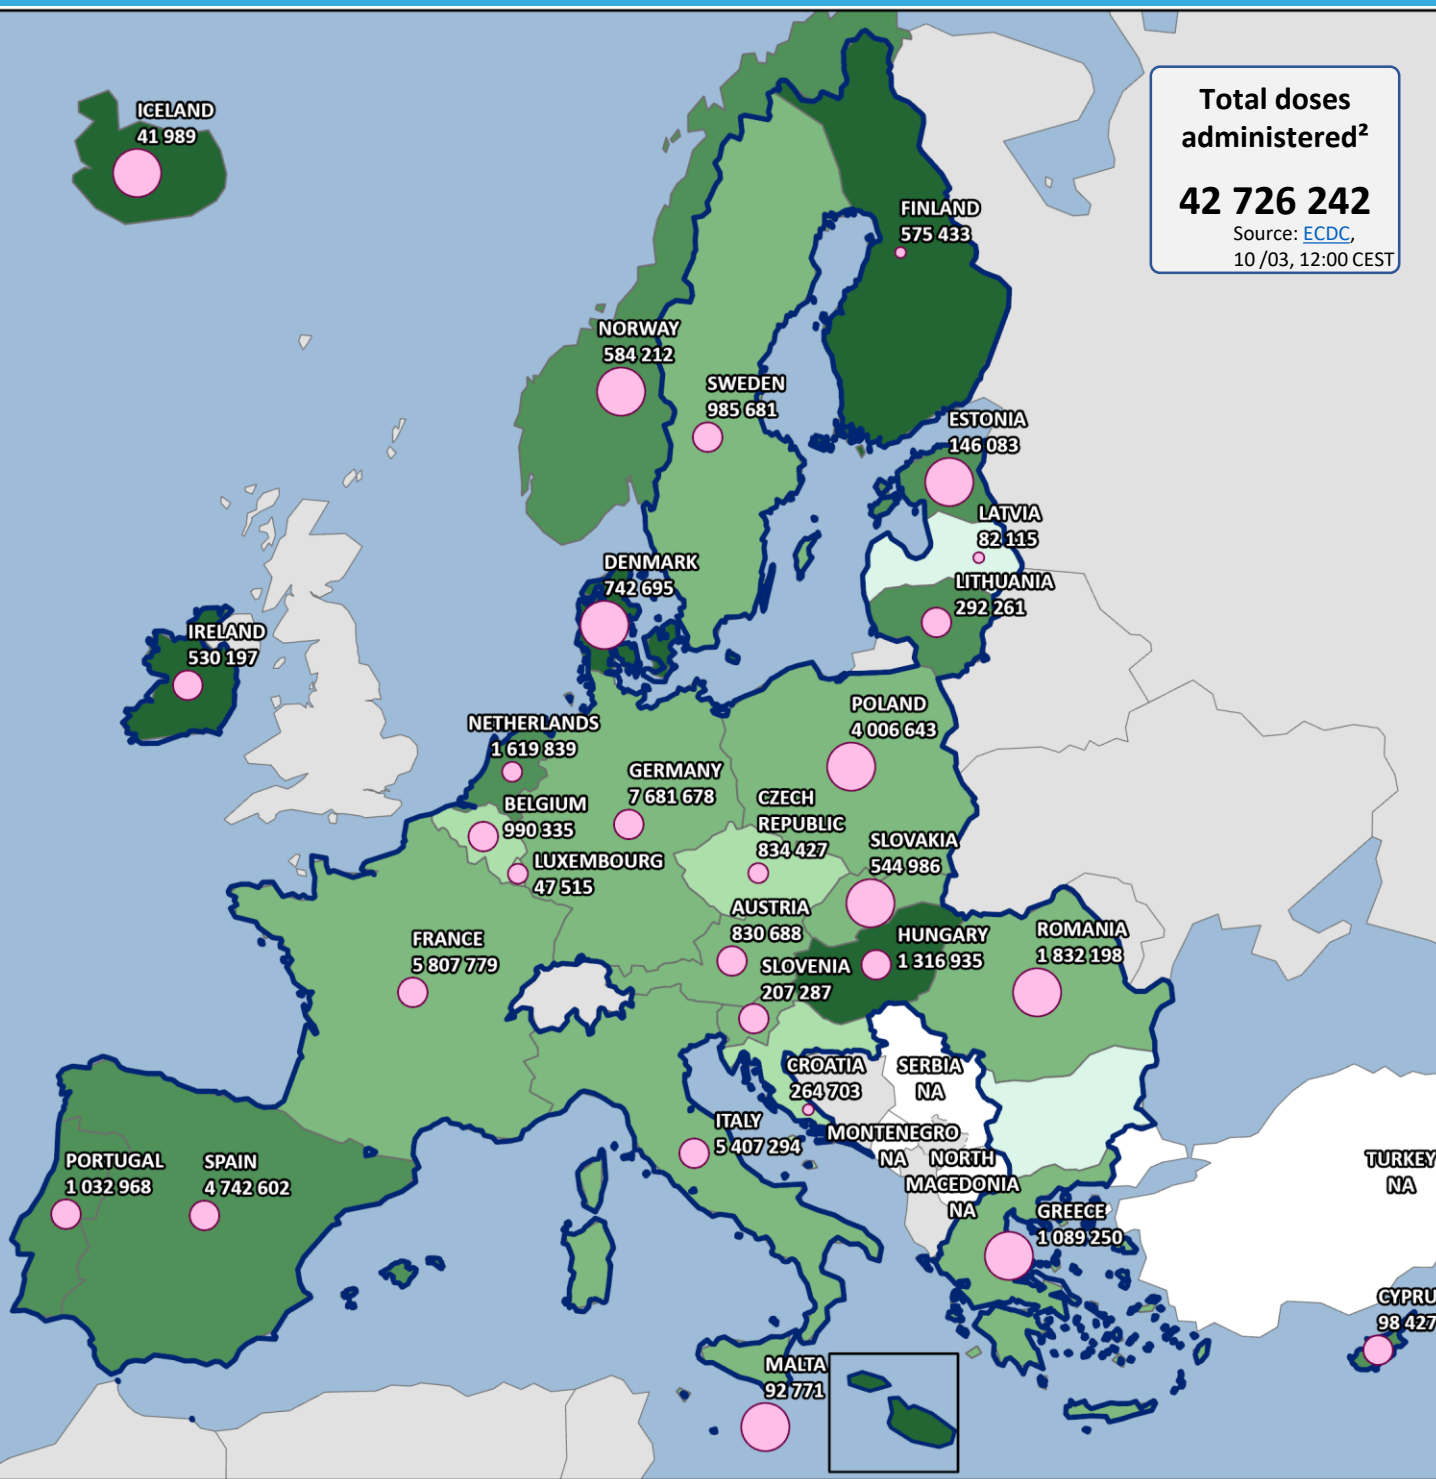 Total doses
administered²
42 726 242
Source: ECDC,
10 /03, 12:00 CEST
ICELAND
41 989
FINLAND
575 433
NORWAY
584 212
SWEDEN
985 681
ESTONIA
146 083
LATVIA
82 115
DENMARK
742 695
LITHUANIA
292 261
IRELAND
530 197
POLAND
4 006 643
NETHERLANDS
1 619 839
GERMANY
7 681 678
CZECH
REPUBLIC
834 427
BELGIUM
990 335
SLOVAKIA
544 986
LUXEMBOURG
47 515
AUSTRIA
830 688
HUNGARY
1 316 935
ROMANIA
1 832 198
FRANCE
5 807 779
SLOVENIA
207 287
CROATIA
264 703
SERBIA
NA
ITALY
5 407 294
MONTENEGRO
NA
NORTH
MACEDONIA
NA
PORTUGAL
1 032 968
SPAIN
4 742 602
TURKEY
NA
GREECE
1 089 250
CYPRU
98 427
MALTA
92 771